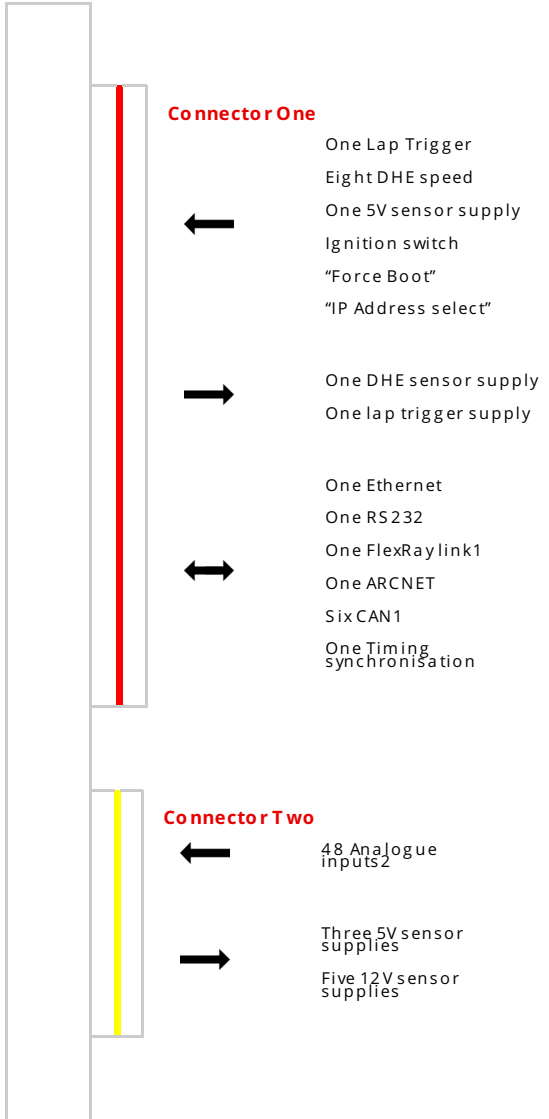 Connector One
One Lap Trigger
Eight DHE speed
One 5V sensor supply
Ignition switch
“Force Boot”
“IP Address select”
One DHE sensor supply
One lap trigger supply
One Ethernet
One RS232
One FlexRay link1
One ARCNET
Six CAN1
One Timing
synchronisation
Connector Two
48 Analogue
inputs2
Three 5V sensor
supplies
Five 12V sensor
supplies